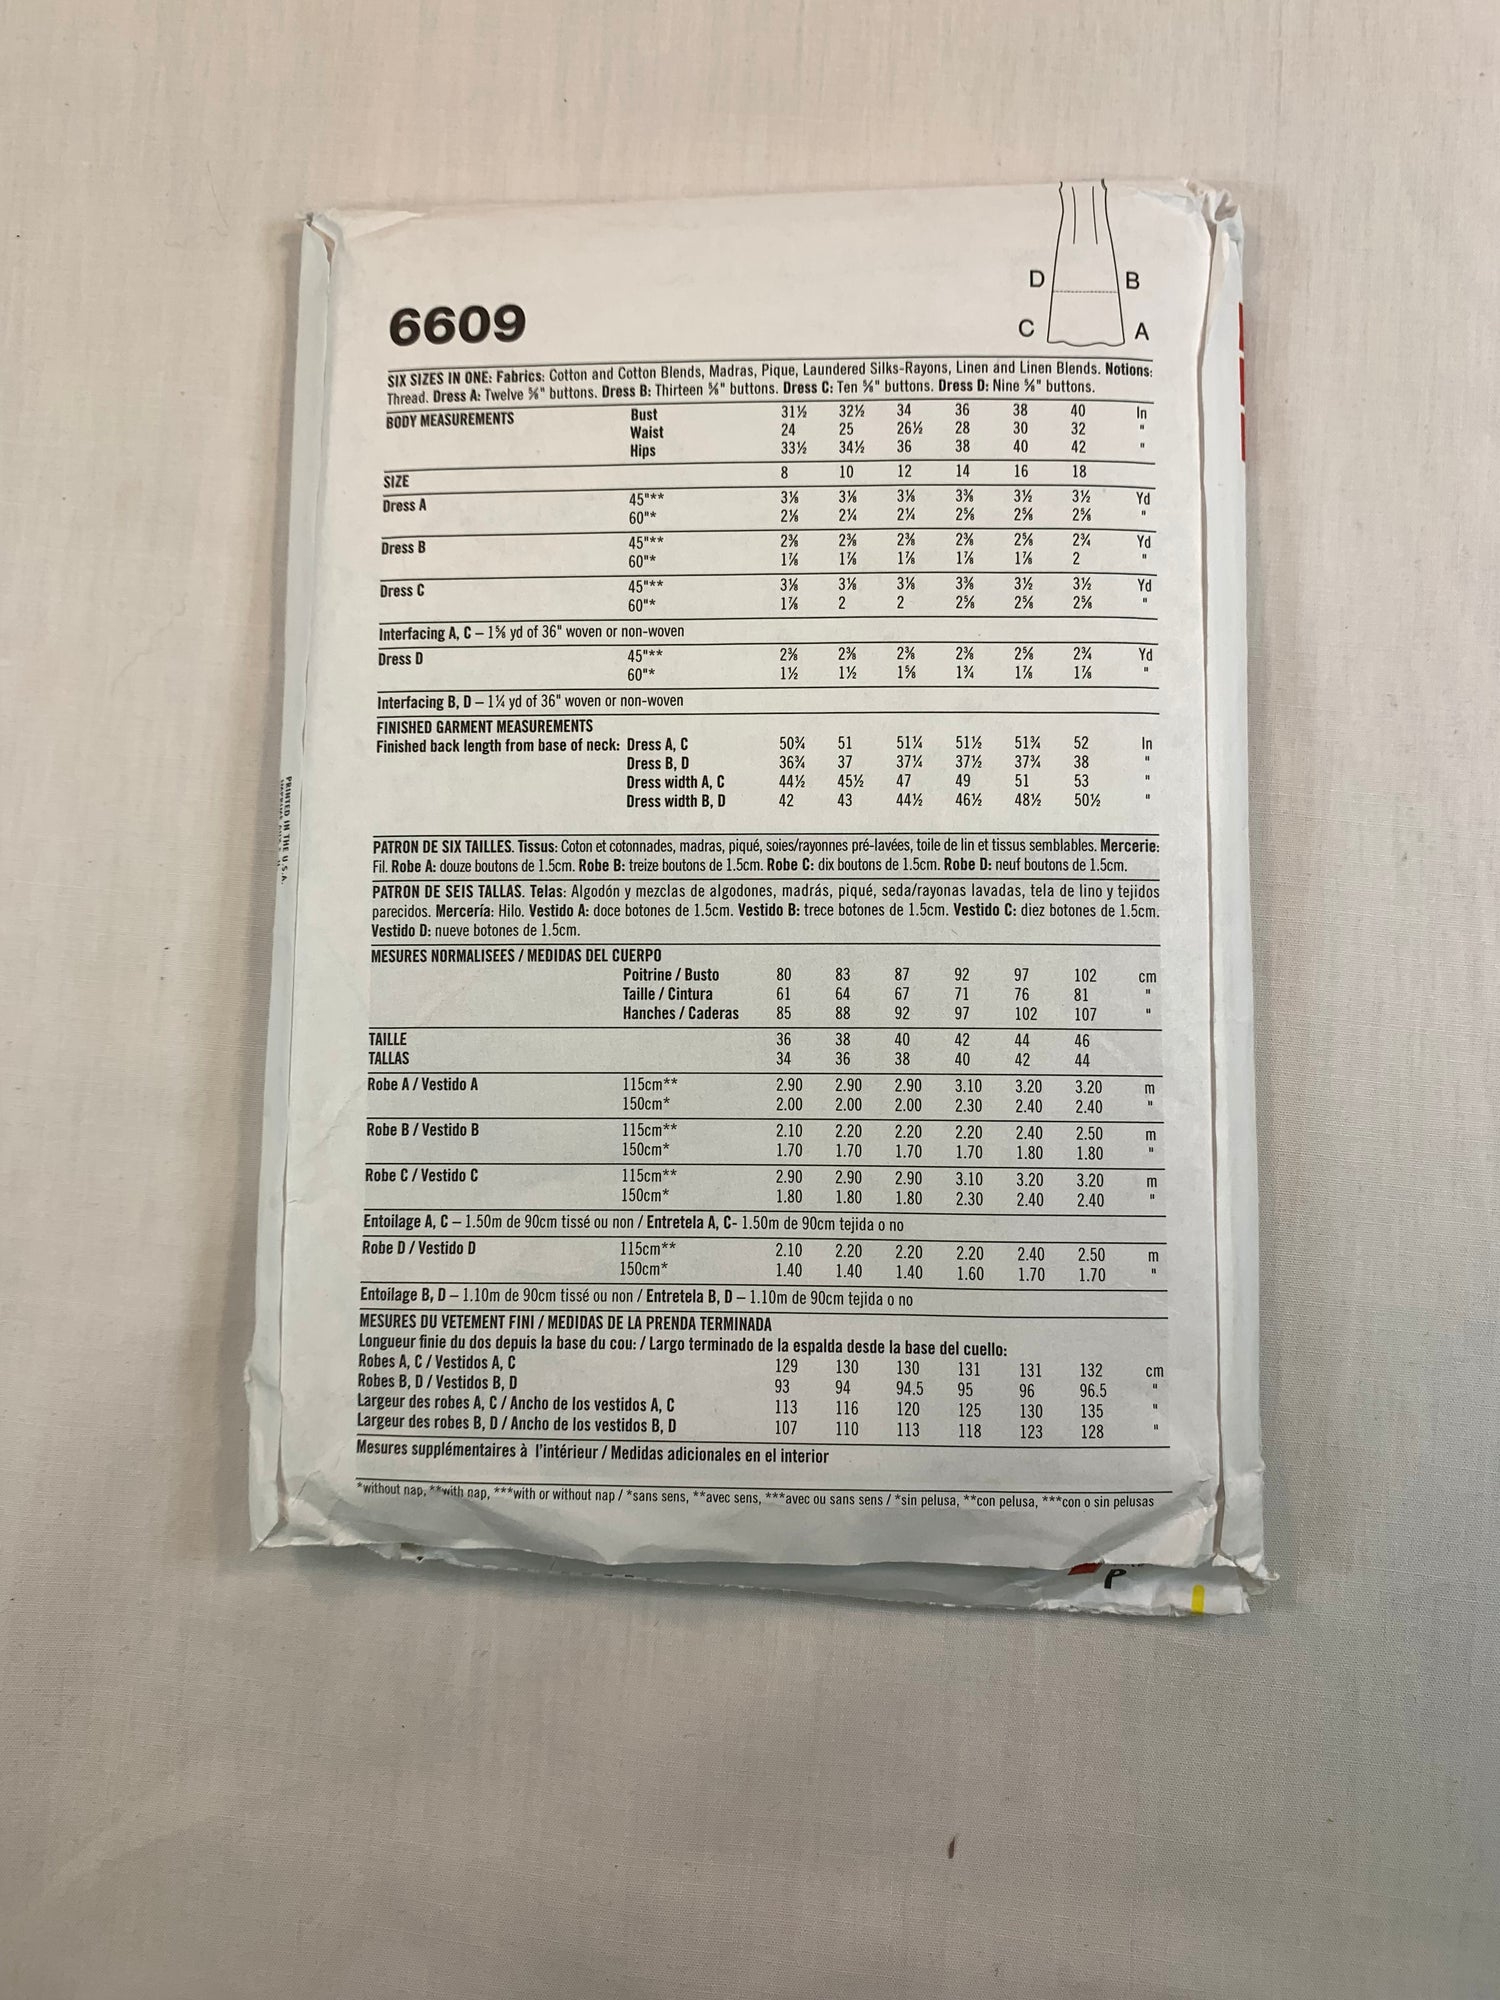 D B
C A
6609
SIX SIZES IN ONE: Fabrics: Cotton and Cotton Blends, Madras, Pique, Laundered Silks-Rayons, Linen and Linen Blends. Notions:
Thread. Dress A: Twelve ⅝" buttons. Dress B: Thirteen ⅝" buttons. Dress C: Ten ⅝" buttons. Dress D: Nine ⅝" buttons.
BODY MEASUREMENTS Bust 31½ 32½ 34 36 38 40 In
Waist 24 25 26½ 28 30 32 "
Hips 33½ 34½ 36 38 40 42 "
SIZE 8 10 12 14 16 18
Dress A 45"** 3⅛ 3⅛ 3⅛ 3⅜ 3½ 3½ Yd
60"* 2⅛ 2¼ 2¼ 2⅝ 2⅝ 2⅝ "
Dress B 45"** 2⅜ 2⅜ 2⅜ 2⅜ 2⅝ 2¾ Yd
60"* 1⅞ 1⅞ 1⅞ 1⅞ 1⅞ 2 "
Dress C 45"** 3⅛ 3⅛ 3⅛ 3⅜ 3½ 3½ Yd
60"* 1⅞ 2 2 2⅝ 2⅝ 2⅝ "
Interfacing A, C – 1⅝ yd of 36" woven or non-woven
Dress D 45"** 2⅜ 2⅜ 2⅜ 2⅜ 2⅝ 2¾ Yd
60"* 1½ 1½ 1⅝ 1¾ 1⅞ 1⅞ "
Interfacing B, D – 1¼ yd of 36" woven or non-woven
FINISHED GARMENT MEASUREMENTS
Finished back length from base of neck: Dress A, C 50¾ 51 51¼ 51½ 51¾ 52 In
Dress B, D 36¾ 37 37¼ 37½ 37¾ 38 "
Dress width A, C 44½ 45½ 47 49 51 53 "
Dress width B, D 42 43 44½ 46½ 48½ 50½ "
PATRON DE SIX TAILLES. Tissus: Coton et cotonnades, madras, piqué, soies/rayonnes pré-lavées, toile de lin et tissus semblables. Mercerie:
Fil. Robe A: douze boutons de 1.5cm. Robe B: treize boutons de 1.5cm. Robe C: dix boutons de 1.5cm. Robe D: neuf boutons de 1.5cm.
PATRON DE SEIS TALLAS. Telas: Algodón y mezclas de algodones, madrás, piqué, seda/rayonas lavadas, tela de lino y tejidos
parecidos. Mercería: Hilo. Vestido A: doce botones de 1.5cm. Vestido B: trece botones de 1.5cm. Vestido C: diez botones de 1.5cm.
Vestido D: nueve botones de 1.5cm.
MESURES NORMALISEES / MEDIDAS DEL CUERPO
Poitrine / Busto 80 83 87 92 97 102 cm
Taille / Cintura 61 64 67 71 76 81 "
Hanches / Caderas 85 88 92 97 102 107 "
TAILLE 36 38 40 42 44 46
TALLAS 34 36 38 40 42 44
Robe A / Vestido A 115cm** 2.90 2.90 2.90 3.10 3.20 3.20 m
150cm* 2.00 2.00 2.00 2.30 2.40 2.40 "
Robe B / Vestido B 115cm** 2.10 2.20 2.20 2.20 2.40 2.50 m
150cm* 1.70 1.70 1.70 1.70 1.80 1.80 "
Robe C / Vestido C 115cm** 2.90 2.90 2.90 3.10 3.20 3.20 m
150cm* 1.80 1.80 1.80 2.30 2.40 2.40 "
Entoilage A, C – 1.50m de 90cm tissé ou non / Entretela A, C- 1.50m de 90cm tejida o no
Robe D / Vestido D 115cm** 2.10 2.20 2.20 2.20 2.40 2.50 m
150cm* 1.40 1.40 1.40 1.60 1.70 1.70 "
Entoilage B, D – 1.10m de 90cm tissé ou non / Entretela B, D – 1.10m de 90cm tejida o no
MESURES DU VETEMENT FINI / MEDIDAS DE LA PRENDA TERMINADA
Longueur finie du dos depuis la base du cou: / Largo terminado de la espalda desde la base del cuello:
Robes A, C / Vestidos A, C 129 130 130 131 131 132 cm
Robes B, D / Vestidos B, D 93 94 94.5 95 96 96.5 "
Largeur des robes A, C / Ancho de los vestidos A, C 113 116 120 125 130 135 "
Largeur des robes B, D / Ancho de los vestidos B, D 107 110 113 118 123 128 "
Mesures supplémentaires à l'intérieur / Medidas adicionales en el interior
*without nap, **with nap, ***with or without nap / *sans sens, **avec sens, ***avec ou sans sens / *sin pelusa, **con pelusa, ***con o sin pelusas
PRINTED IN THE U.S.A.
P